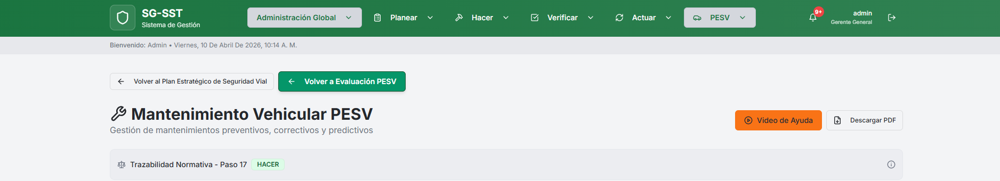 SG-SST
Sistema de Gestión
Administración Global
Planear
Hacer
Verificar
Actuar
PESV
9+
admin
Gerente General
Bienvenido: Admin • Viernes, 10 De Abril De 2026, 10:14 A. M.
Volver al Plan Estratégico de Seguridad Vial
Volver a Evaluación PESV
Mantenimiento Vehicular PESV
Gestión de mantenimientos preventivos, correctivos y predictivos
Video de Ayuda
Descargar PDF
Trazabilidad Normativa - Paso 17
HACER